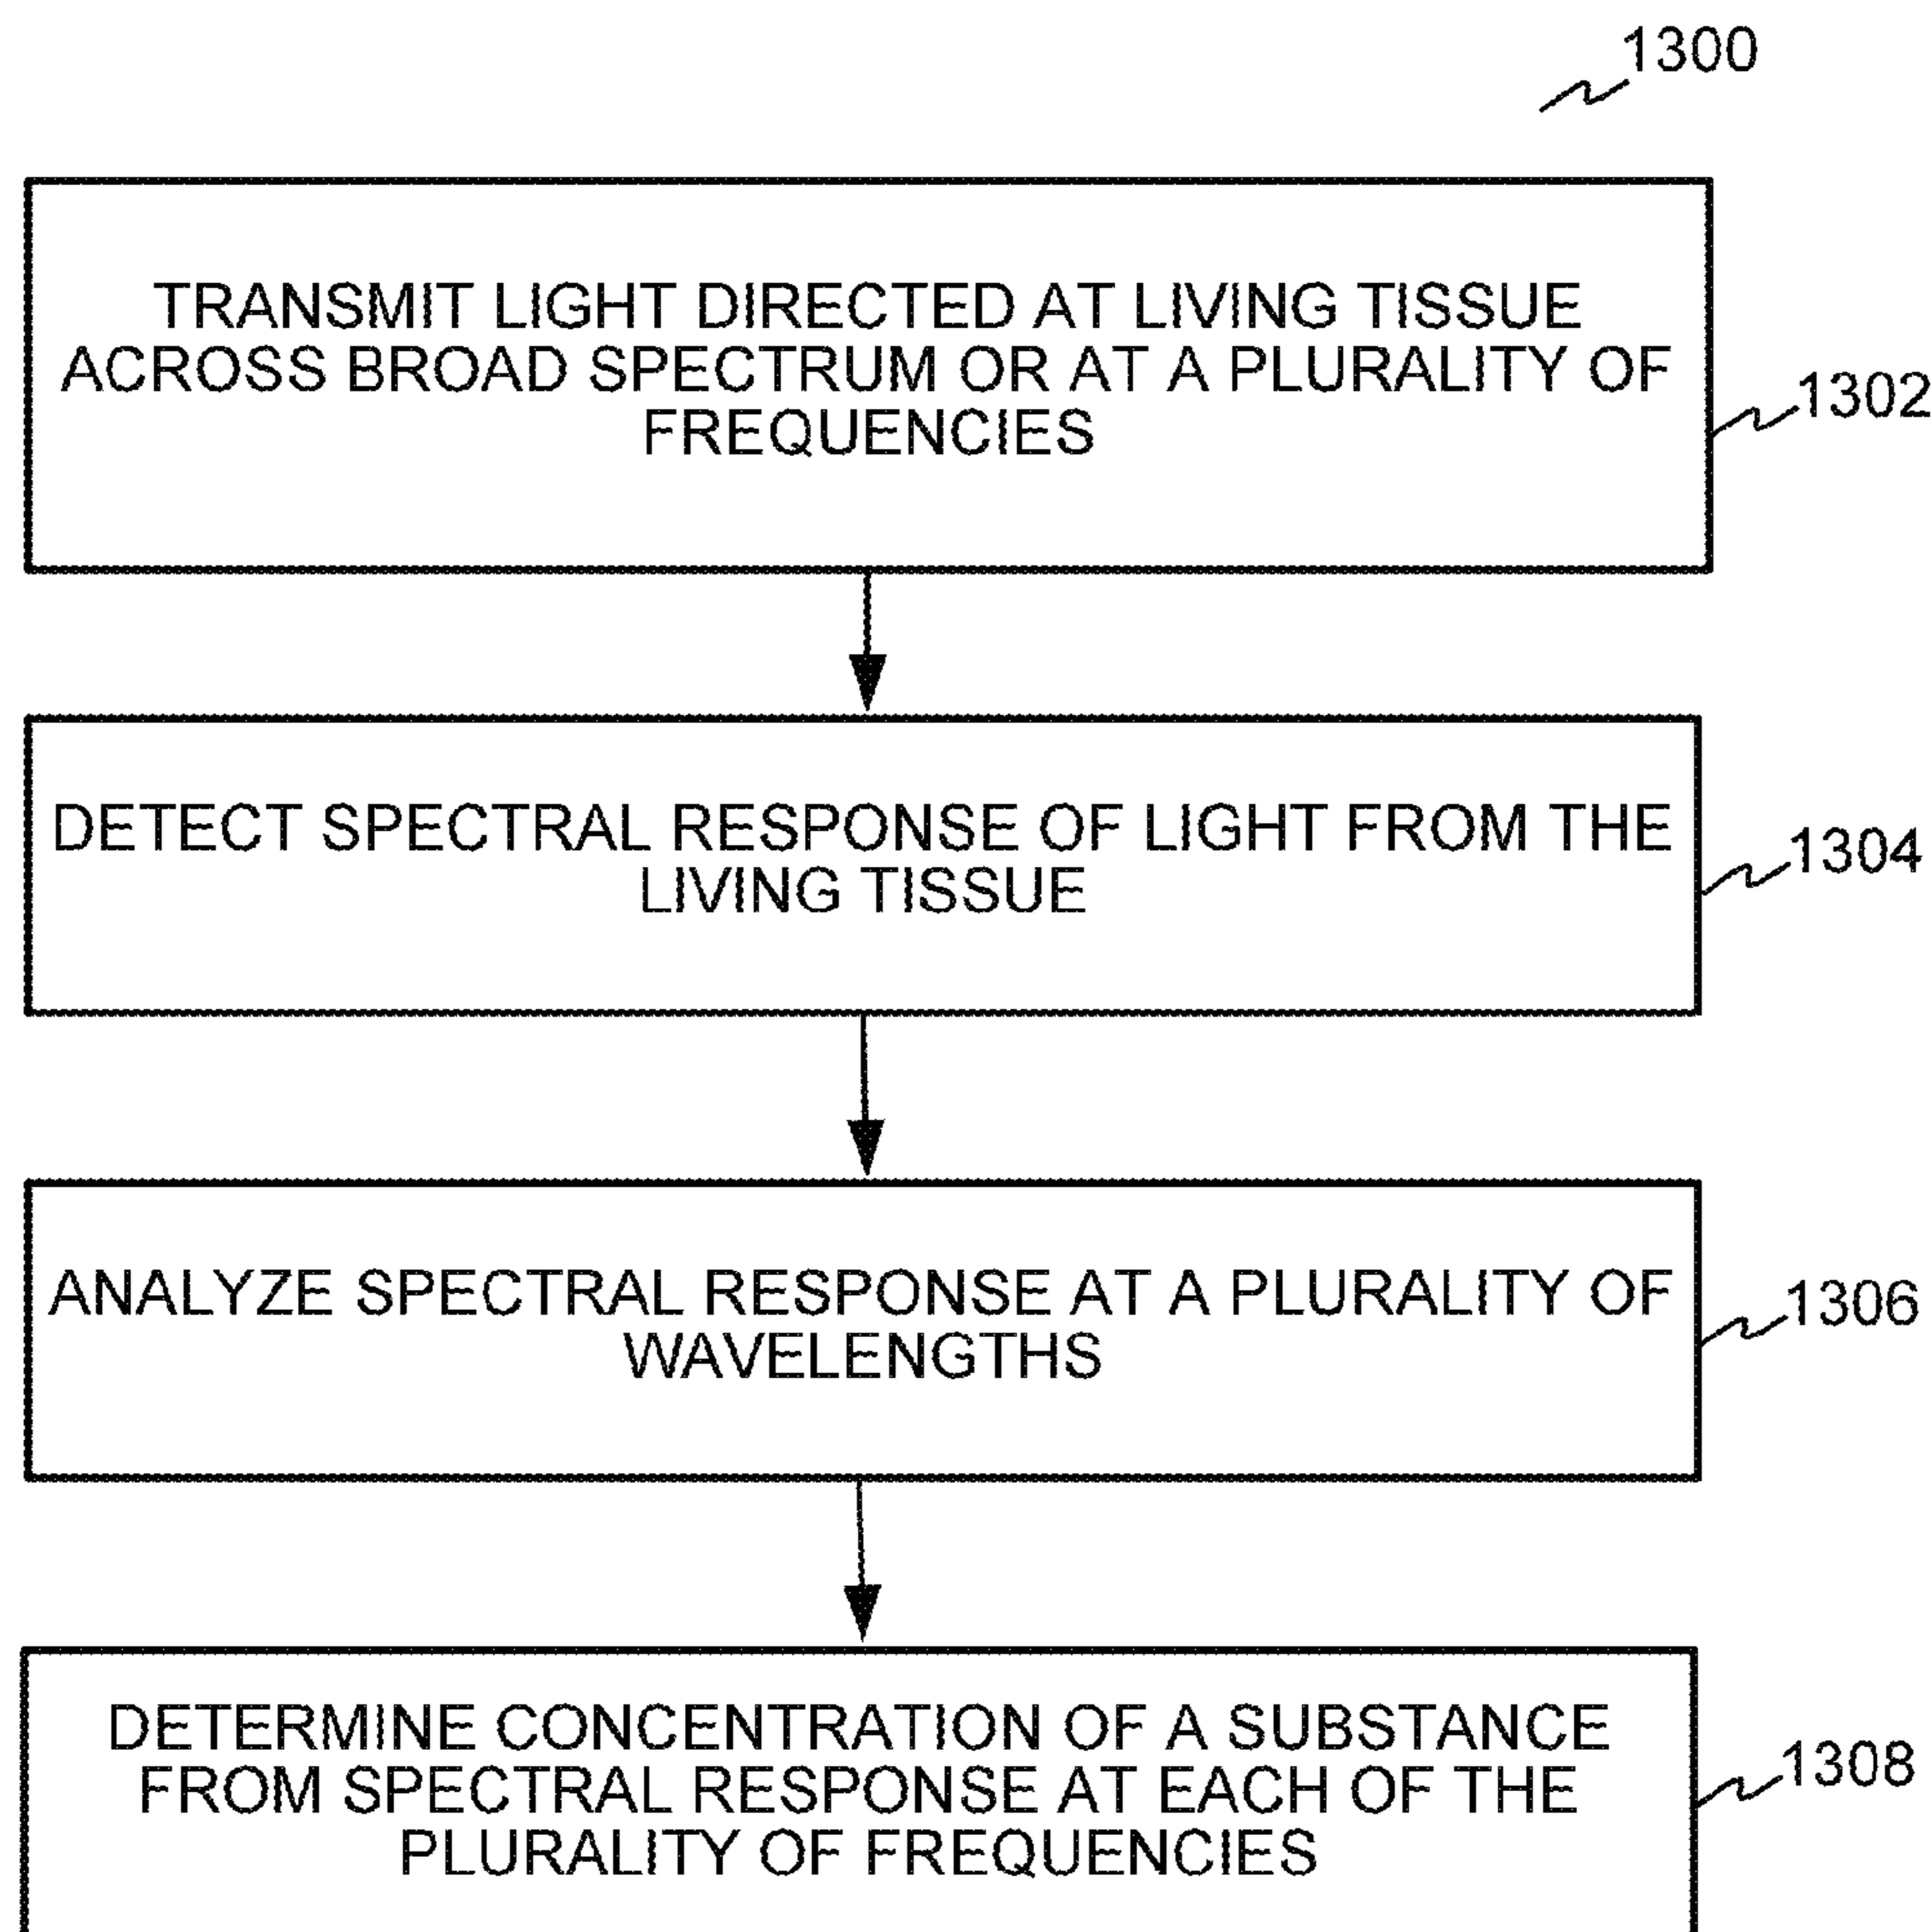 1300
TRANSMIT LIGHT DIRECTED AT LIVING TISSUE
ACROSS BROAD SPECTRUM OR AT A PLURALITY OF
FREQUENCIES
1302
DETECT SPECTRAL RESPONSE OF LIGHT FROM THE
LIVING TISSUE
1304
ANALYZE SPECTRAL RESPONSE AT A PLURALITY OF
WAVELENGTHS
1306
DETERMINE CONCENTRATION OF A SUBSTANCE
FROM SPECTRAL RESPONSE AT EACH OF THE
PLURALITY OF FREQUENCIES
1308